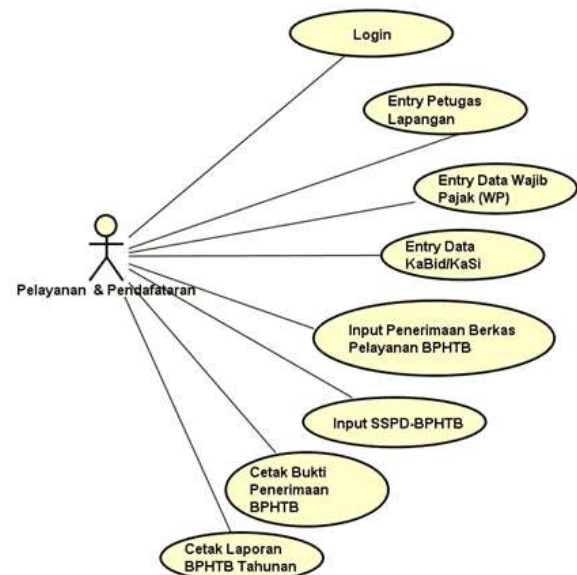 Login
Entry Petugas
Lapangan
Entry Data Wajib
Pajak (WP)
Entry Data
KaBid/KaSi
Pelayanan & Pendafataran
Input Penerimaan Berkas
Pelayanan BPHTB
Input SSPD-BPHTB
Cetak Bukti
Penerimaan
BPHTB
Cetak Laporan
BPHTB Tahunan